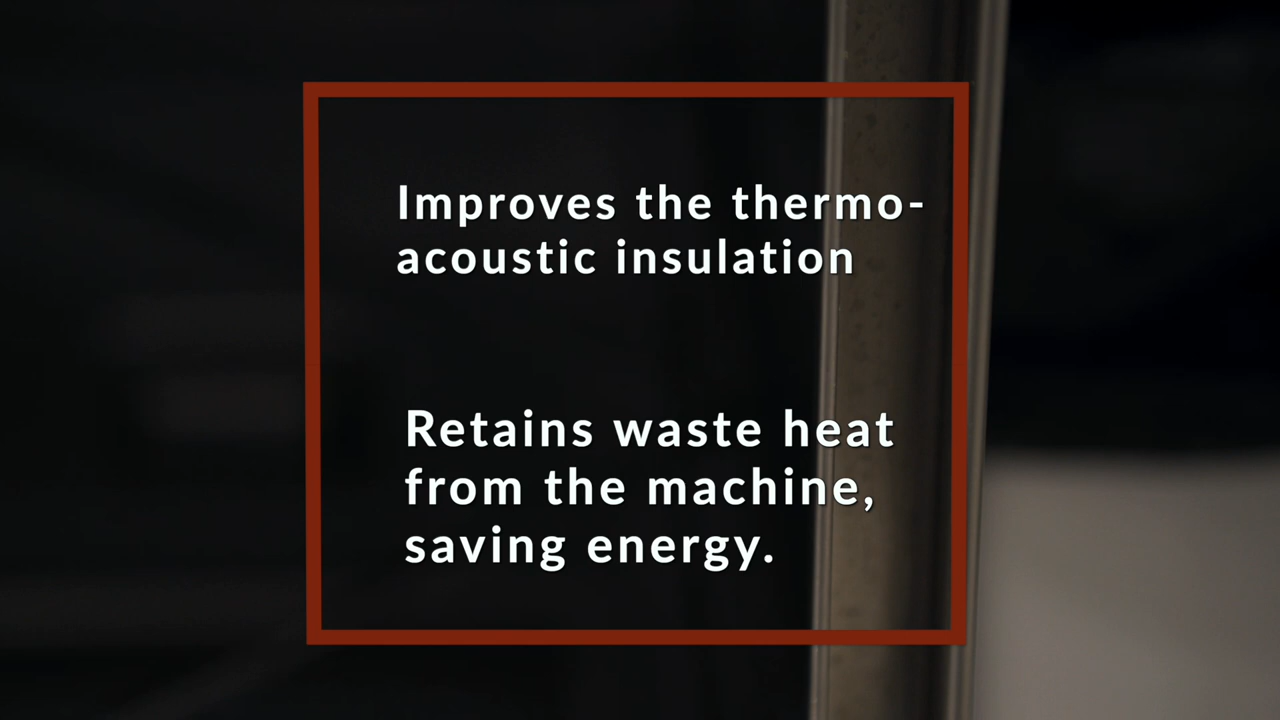 Improves the thermo-
acoustic insulation
Retains waste heat
from the machine,
saving energy.